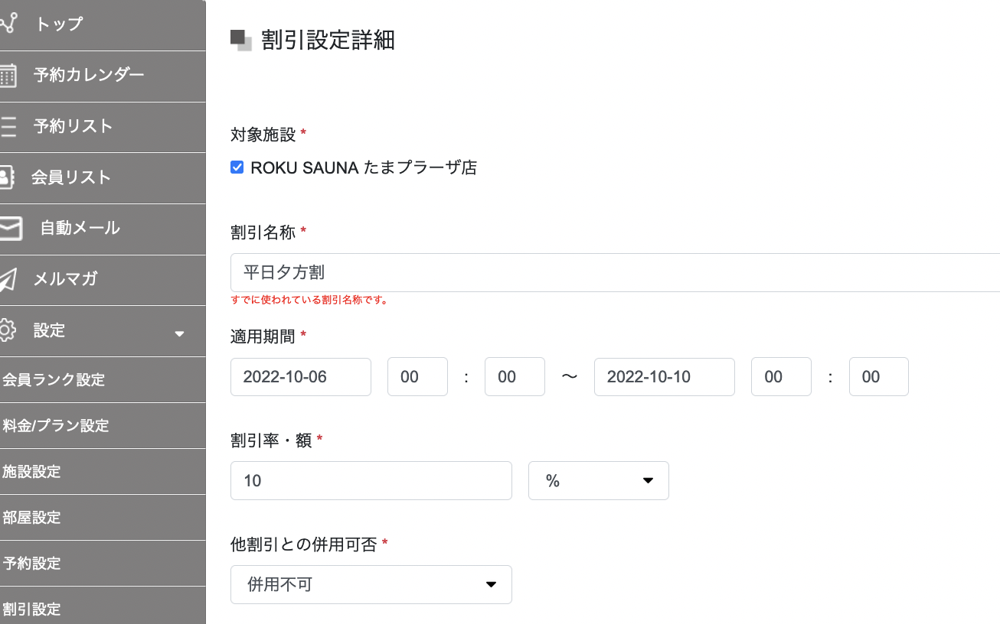 トップ
予約カレンダー
予約リスト
会員リスト
自動メール
メルマガ
設定
会員ランク設定
料金/プラン設定
施設設定
部屋設定
予約設定
割引設定
割引設定詳細
対象施設 *
ROKU SAUNA たまプラーザ店
割引名称 *
平日夕方割
すでに使われている割引名称です。
適用期間 *
2022-10-06 00 : 00 〜 2022-10-10 00 : 00
割引率・額 *
10 %
他割引との併用可否 *
併用不可